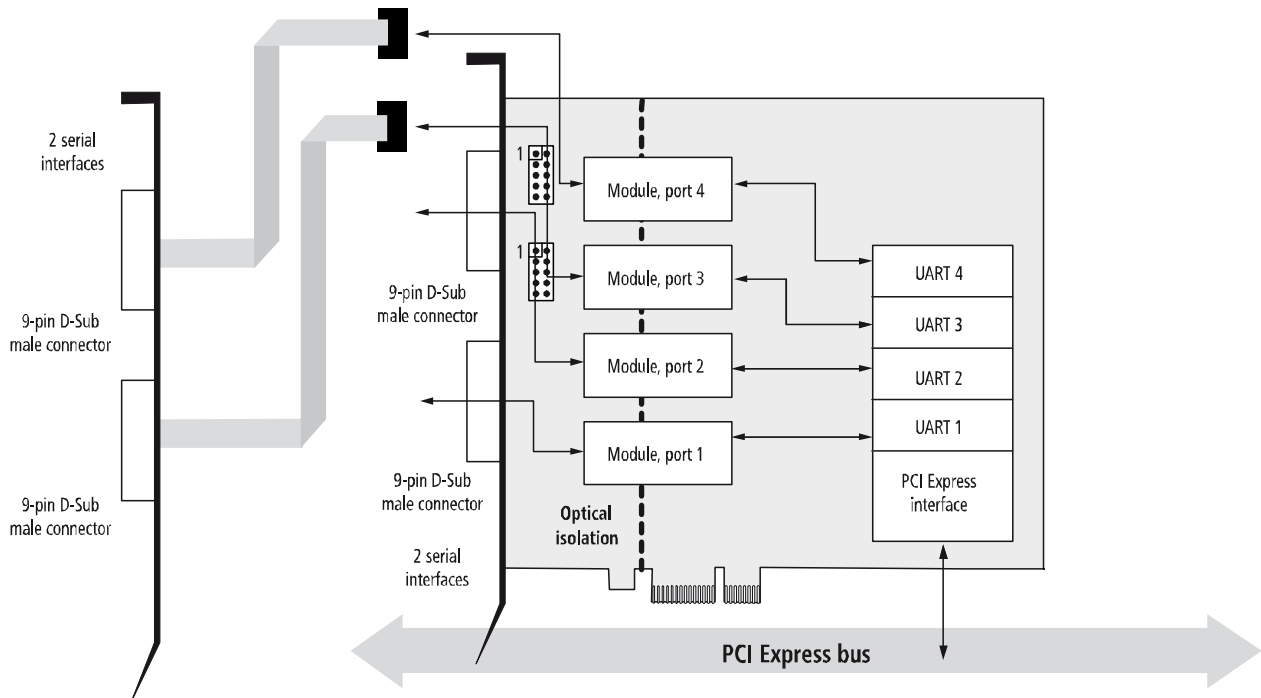 2 serial
interfaces
9-pin D-Sub
male connector
9-pin D-Sub
male connector
9-pin D-Sub
male connector
9-pin D-Sub
male connector
2 serial
interfaces
1
1
Module, port 4
Module, port 3
Module, port 2
Module, port 1
Optical
isolation
UART 4
UART 3
UART 2
UART 1
PCI Express
interface
PCI Express bus